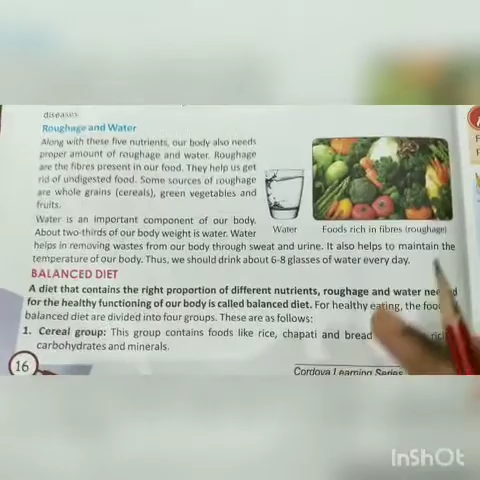 diseases.
Roughage and Water
Along with these five nutrients, our body also needs
proper amount of roughage and water. Roughage
are the fibres present in our food. They help us get
rid of undigested food. Some sources of roughage
are whole grains (cereals), green vegetables and
fruits.
Water is an important component of our body.
About two-thirds of our body weight is water. Water
Water Foods rich in fibres (roughage)
helps in removing wastes from our body through sweat and urine. It also helps to maintain the
temperature of our body. Thus, we should drink about 6-8 glasses of water every day.
BALANCED DIET
A diet that contains the right proportion of different nutrients, roughage and water
for the healthy functioning of our body is called balanced diet. For healthy eating, the
balanced diet are divided into four groups. These are as follows:
1. Cereal group: This group contains foods like rice, chapati and bread
carbohydrates and minerals.
16
Cordova Learning Series
InShOt